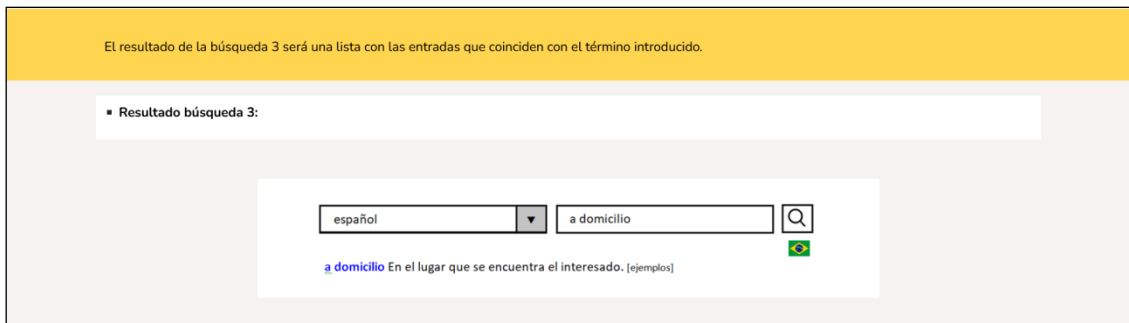 El resultado de la búsqueda 3 será una lista con las entradas que coinciden con el término introducido.
▪ Resultado búsqueda 3:
español ▼ a domicilio
a domicilio En el lugar que se encuentra el interesado. [ejemplos]